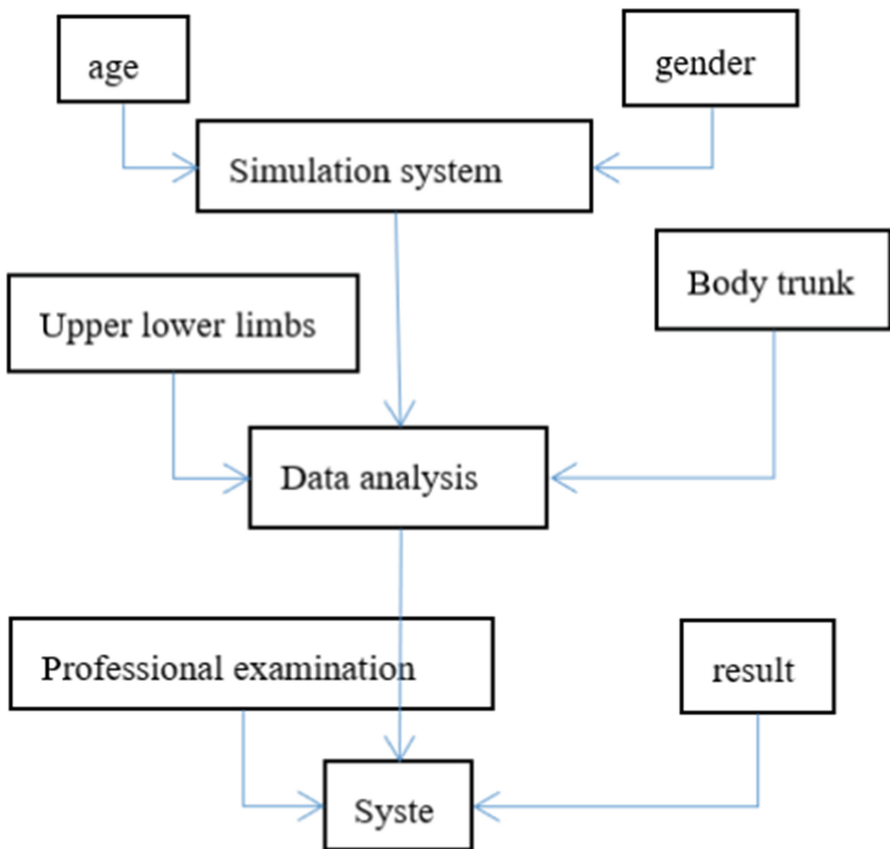 age
gender
Simulation system
Body trunk
Upper lower limbs
Data analysis
Professional examination
result
Syste